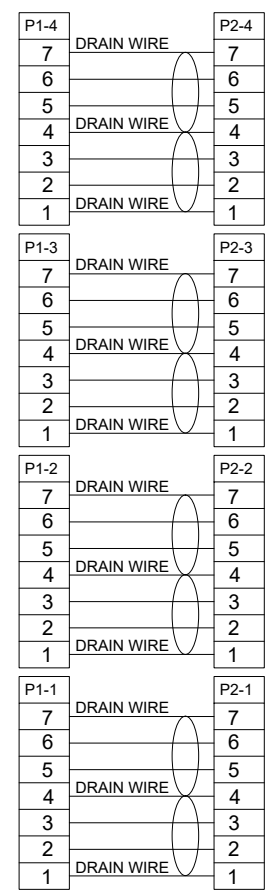 P1-4 P2-4
DRAIN WIRE
7 7
6 6
5 5
DRAIN WIRE
4 4
3 3
2 2
DRAIN WIRE
1 1
P1-3 P2-3
DRAIN WIRE
7 7
6 6
5 5
DRAIN WIRE
4 4
3 3
2 2
DRAIN WIRE
1 1
P1-2 P2-2
DRAIN WIRE
7 7
6 6
5 5
DRAIN WIRE
4 4
3 3
2 2
DRAIN WIRE
1 1
P1-1 P2-1
DRAIN WIRE
7 7
6 6
5 5
DRAIN WIRE
4 4
3 3
2 2
DRAIN WIRE
1 1